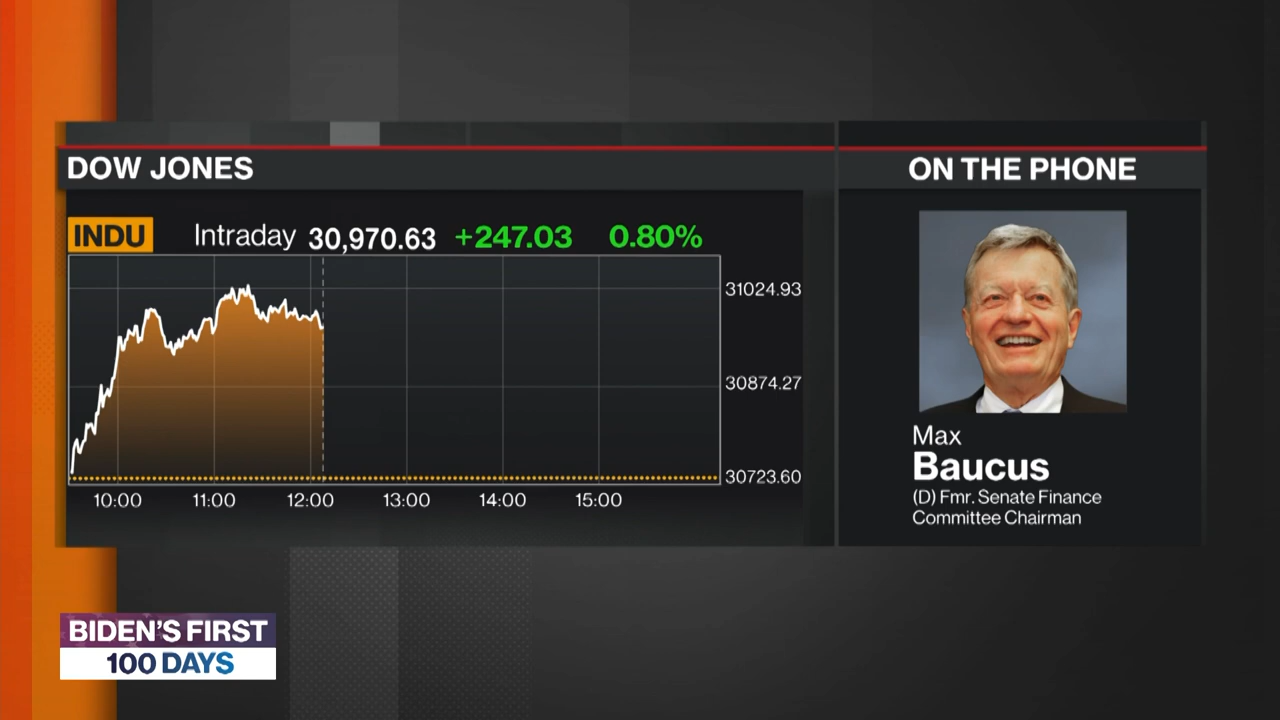 DOW JONES
INDU Intraday 30,970.63 +247.03 0.80%
31024.93
30874.27
30723.60
10:00 11:00 12:00 13:00 14:00 15:00
ON THE PHONE
Max
Baucus
(D) Fmr. Senate Finance
Committee Chairman
BIDEN'S FIRST
100 DAYS